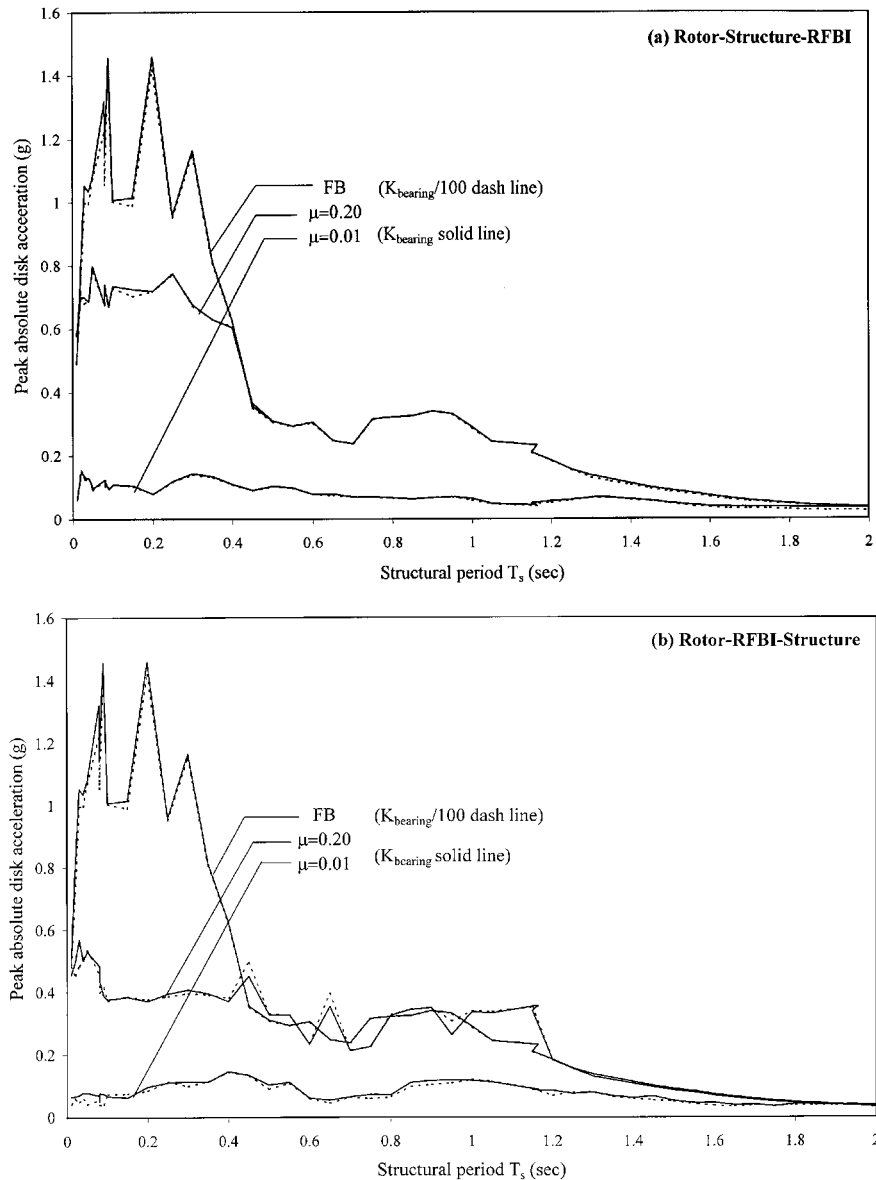 (a) Rotor-Structure-RFBI
Peak absolute disk acceeration (g)
1.6
1.4
1.2
1
0.8
0.6
0.4
0.2
0
FB (K_bearing/100 dash line)
μ=0.20
μ=0.01 (K_bearing solid line)
0 0.2 0.4 0.6 0.8 1 1.2 1.4 1.6 1.8 2
Structural period T_s (sec)
(b) Rotor-RFBI-Structure
Peak absolute disk acceleration (g)
1.6
1.4
1.2
1
0.8
0.6
0.4
0.2
0
FB (K_bearing/100 dash line)
μ=0.20
μ=0.01 (K_bearing solid line)
0 0.2 0.4 0.6 0.8 1 1.2 1.4 1.6 1.8 2
Structural period T_s (sec)